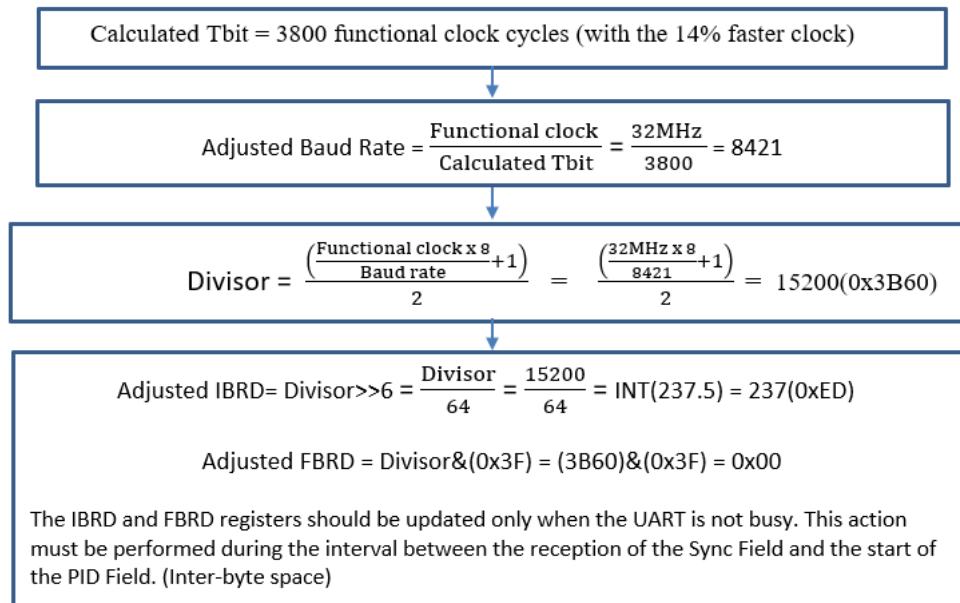 Calculated Tbit = 3800 functional clock cycles (with the 14% faster clock)
Adjusted Baud Rate = Functional clock / Calculated Tbit = 32MHz / 3800 = 8421
Divisor = ((Functional clock x 8 / Baud rate)+1) / 2 = ((32MHz x 8 / 8421)+1) / 2 = 15200(0x3B60)
Adjusted IBRD= Divisor>>6 = Divisor / 64 = 15200 / 64 = INT(237.5) = 237(0xED)
Adjusted FBRD = Divisor&(0x3F) = (3B60)&(0x3F) = 0x00
The IBRD and FBRD registers should be updated only when the UART is not busy. This action
must be performed during the interval between the reception of the Sync Field and the start of
the PID Field. (Inter-byte space)